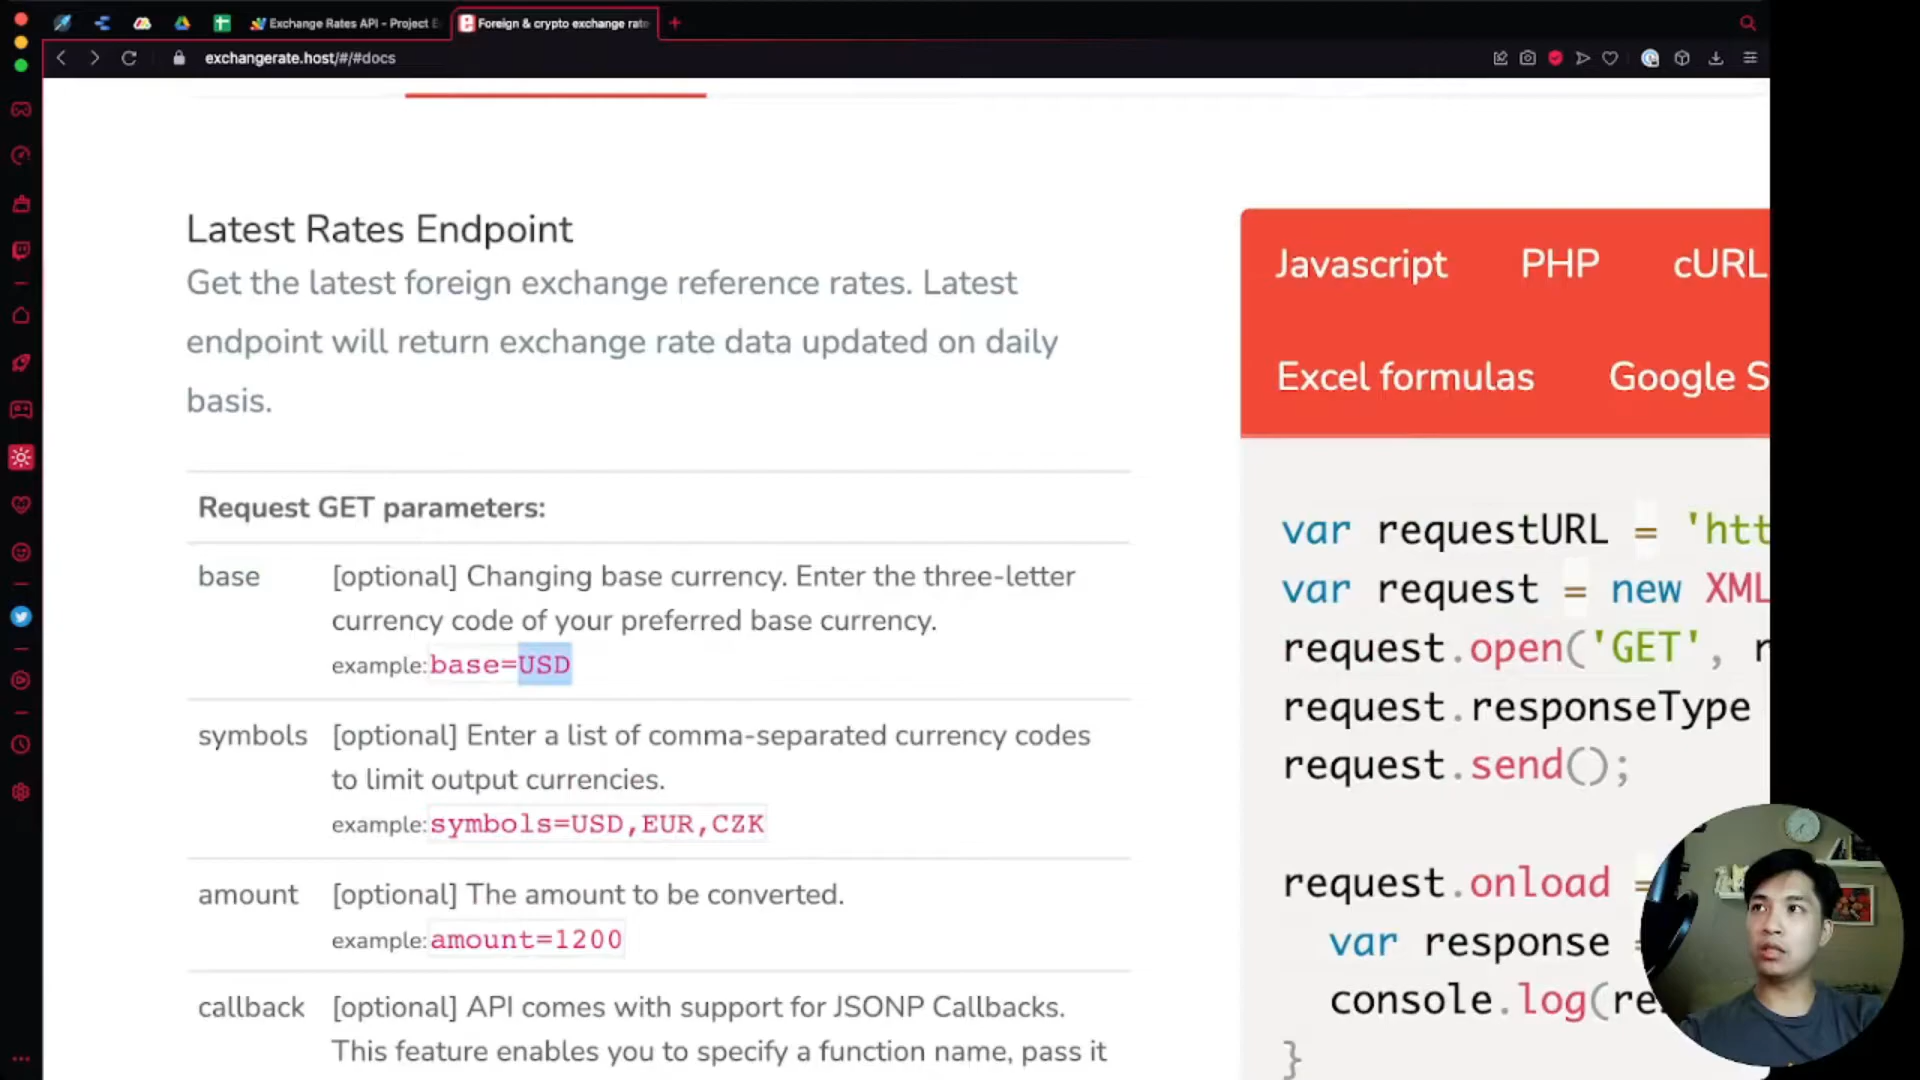 Exchange Rates API - Project E
Foreign & crypto exchange rate
exchangerate.host/#/#docs
Latest Rates Endpoint
Get the latest foreign exchange reference rates. Latest
endpoint will return exchange rate data updated on daily
basis.
Request GET parameters:
base
[optional] Changing base currency. Enter the three-letter
currency code of your preferred base currency.
example:base=USD
symbols
[optional] Enter a list of comma-separated currency codes
to limit output currencies.
example:symbols=USD,EUR,CZK
amount
[optional] The amount to be converted.
example:amount=1200
callback
[optional] API comes with support for JSONP Callbacks.
This feature enables you to specify a function name, pass it
Javascript PHP cURL
Excel formulas Google S
var requestURL = 'htt
var request = new XML
request.open('GET', r
request.responseType
request.send();
request.onload =
var response =
console.log(re
}